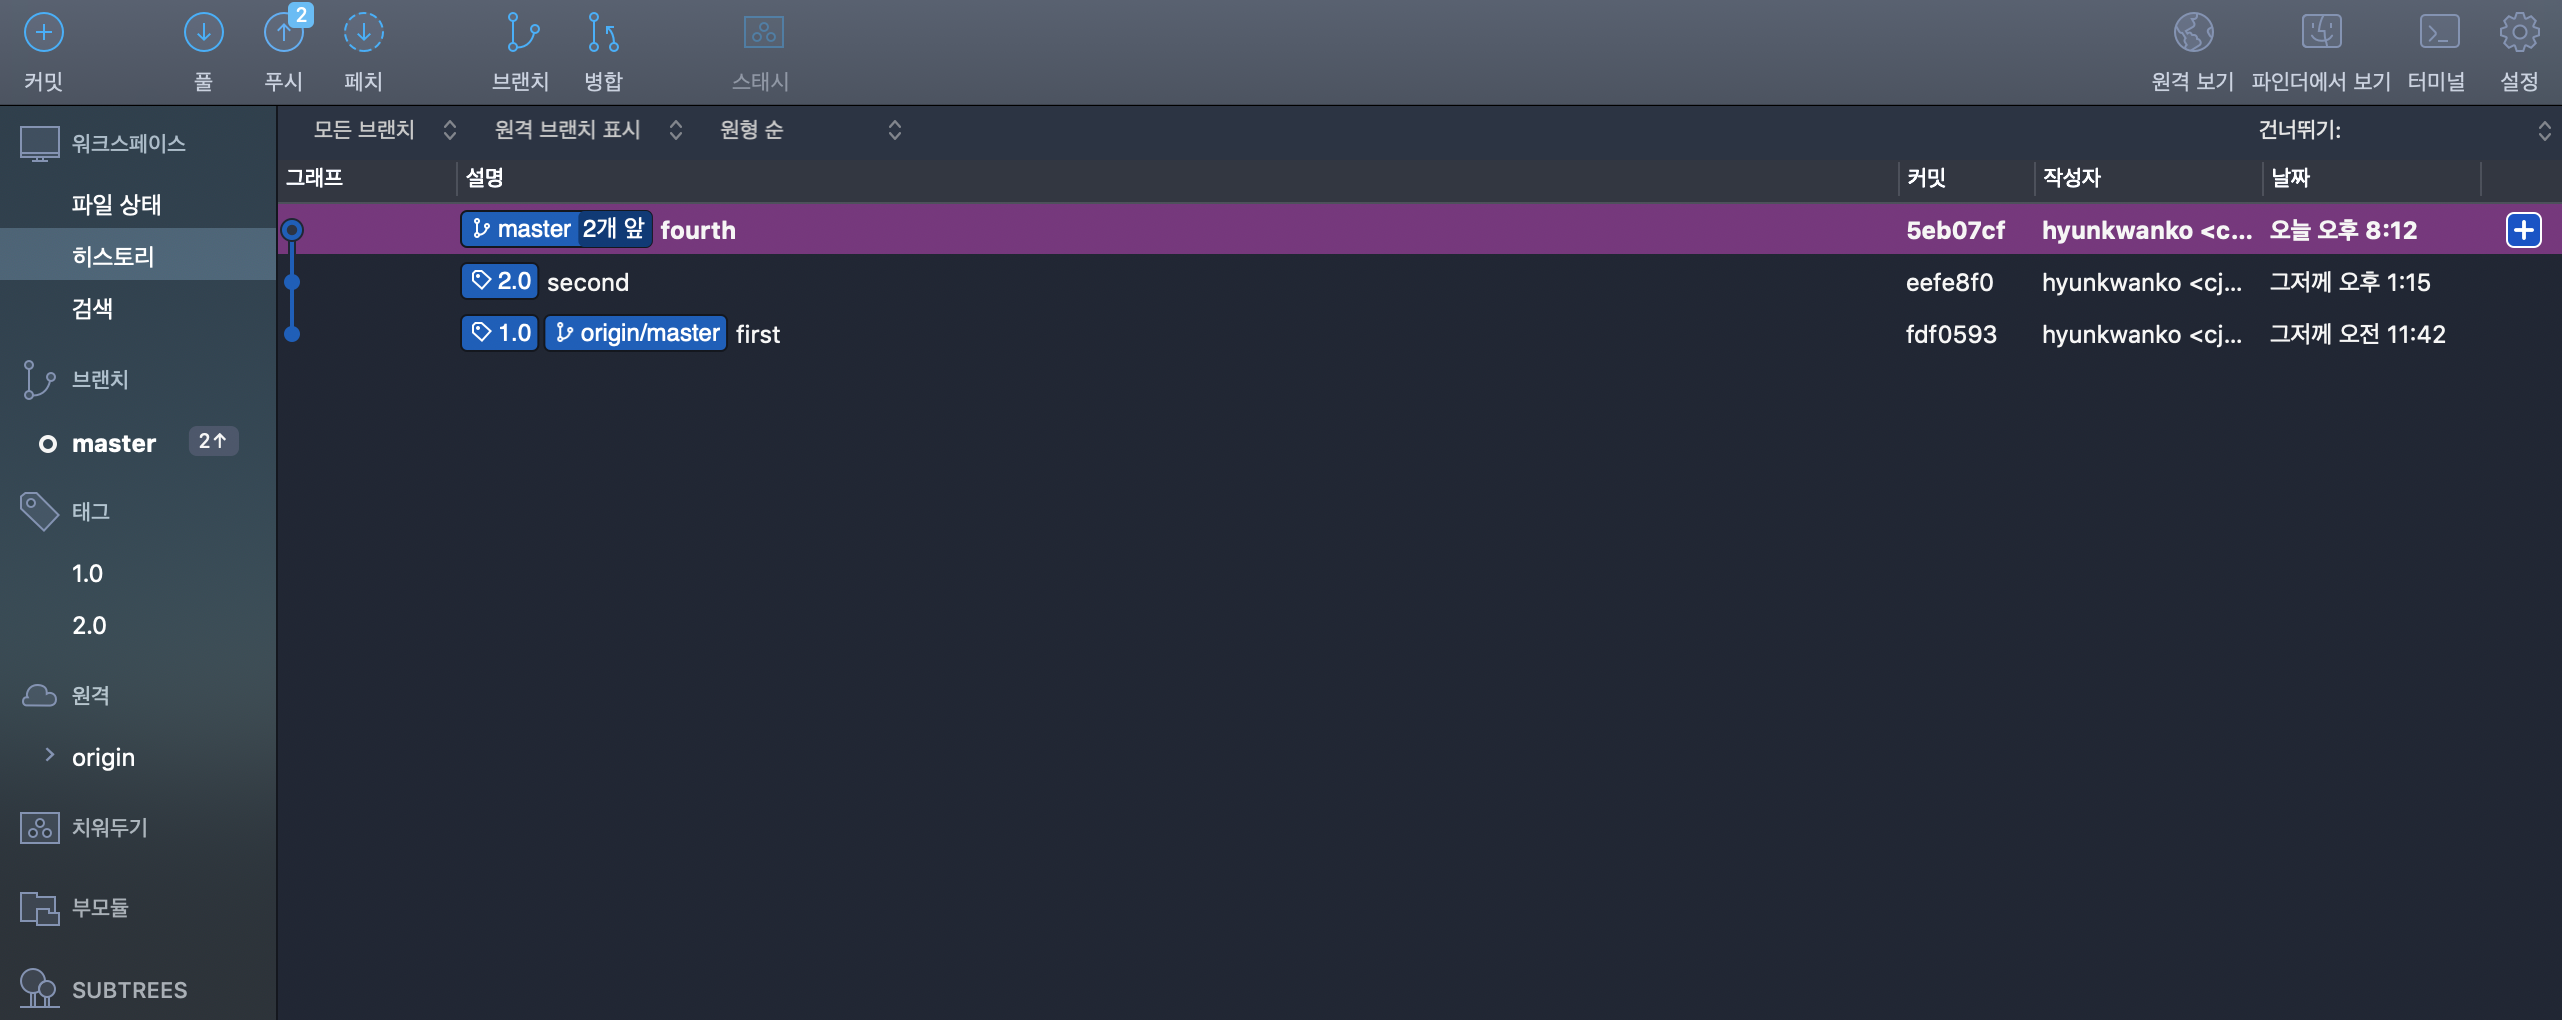 2
커밋 풀 푸시 페치 브랜치 병합 스태시 원격 보기 파인더에서 보기 터미널 설정
워크스페이스
파일 상태
히스토리
검색
브랜치
master 2↑
태그
1.0
2.0
원격
origin
치워두기
부모듈
SUBTREES
모든 브랜치 원격 브랜치 표시 원형 순 건너뛰기:
그래프 설명 커밋 작성자 날짜
master 2개 앞 fourth 5eb07cf hyunkwanko <c... 오늘 오후 8:12
2.0 second eefe8f0 hyunkwanko <cj... 그저께 오후 1:15
1.0 origin/master first fdf0593 hyunkwanko <cj... 그저께 오전 11:42